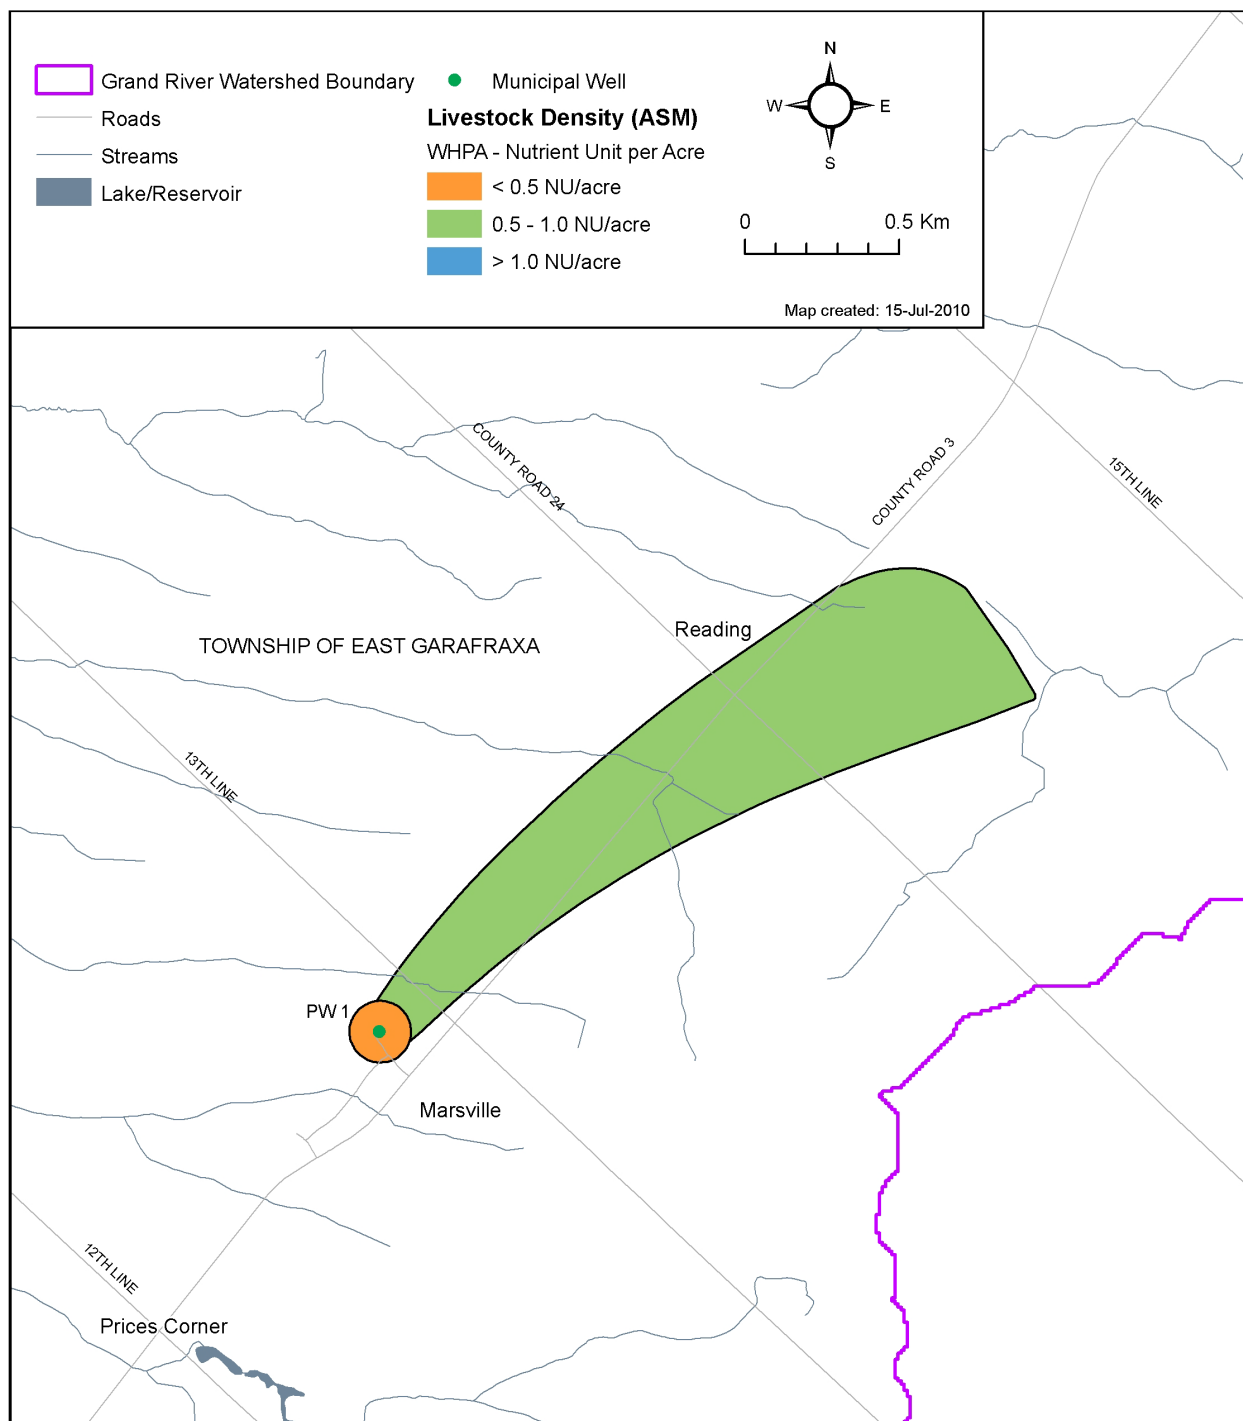 Grand River Watershed Boundary
Roads
Streams
Lake/Reservoir
Municipal Well
Livestock Density (ASM)
WHPA - Nutrient Unit per Acre
< 0.5 NU/acre
0.5 - 1.0 NU/acre
> 1.0 NU/acre
N
W
E
S
0
0.5 Km
Map created: 15-Jul-2010
COUNTY ROAD 24
COUNTY ROAD 3
15TH LINE
Reading
TOWNSHIP OF EAST GARAFRAXA
13TH LINE
PW 1
Marsville
12TH LINE
Prices Corner